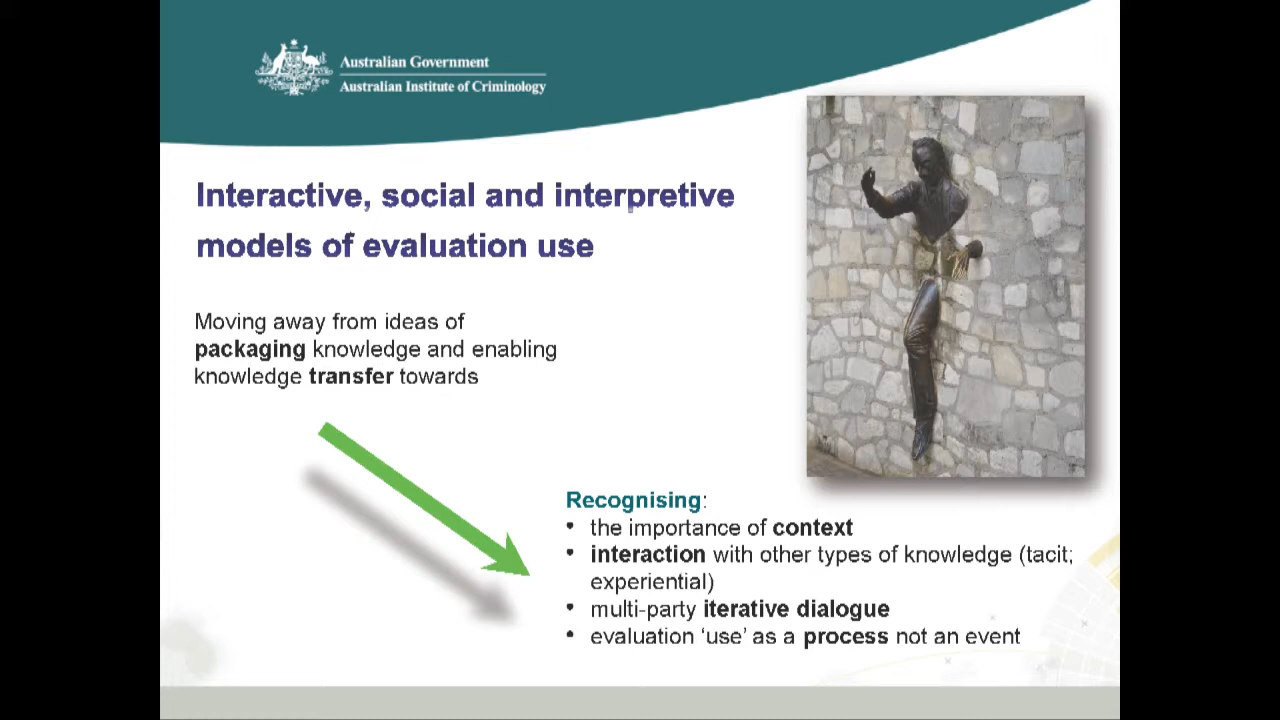 Australian Government
Australian Institute of Criminology
Interactive, social and interpretive
models of evaluation use
Moving away from ideas of
packaging knowledge and enabling
knowledge transfer towards
Recognising:
• the importance of context
• interaction with other types of knowledge (tacit;
experiential)
• multi-party iterative dialogue
• evaluation ‘use’ as a process not an event